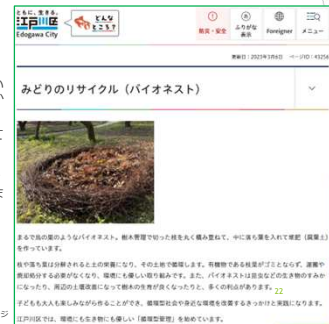 ともに、生きる。
江戸川区
Edogawa City
どんな
ところ？
防災・安全
ふりがな
表示
Foreigner
メニュー
更新日：2025年3月6日
みどりのリサイクル（バイオネスト）
まるで鳥の巣のようなバイオネスト。樹木管理で切った枝を丸く積み重ねて、中に落ち葉を入れて堆肥（腐葉土）
を作っています。
枝や落ち葉は分解されると土の栄養になり、その土地で循環します。有機物である枝葉がゴミとならず、運搬や
焼却処分する必要がなくなり、環境にも優しい取り組みです。また、バイオネストは昆虫などの生き物のすみか
になったり、周辺の土壌改善になって樹木の生育が良くなったりと、多くの利点があります。
22
子どもも大人も楽しみながら作ることができ、循環型社会や身近な環境を改善するきっかけと実践になります。
江戸川区では、環境にも生き物にも優しい「循環型管理」を始めています。